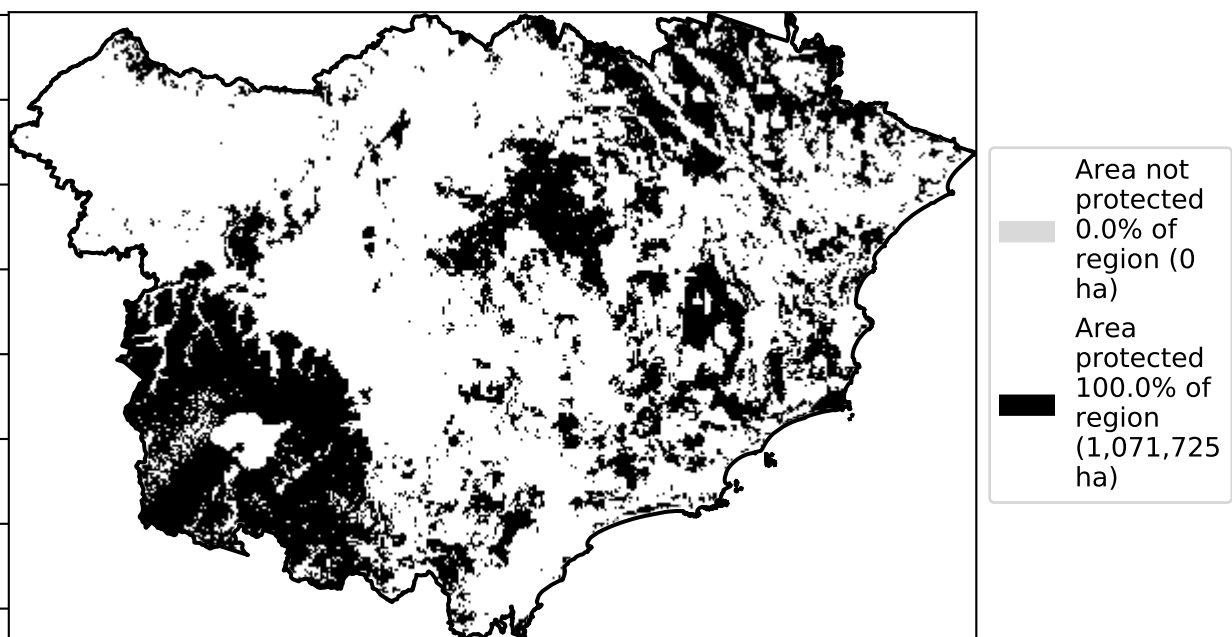 Area not
protected
0.0% of
region (0
ha)
Area
protected
100.0% of
region
(1,071,725
ha)